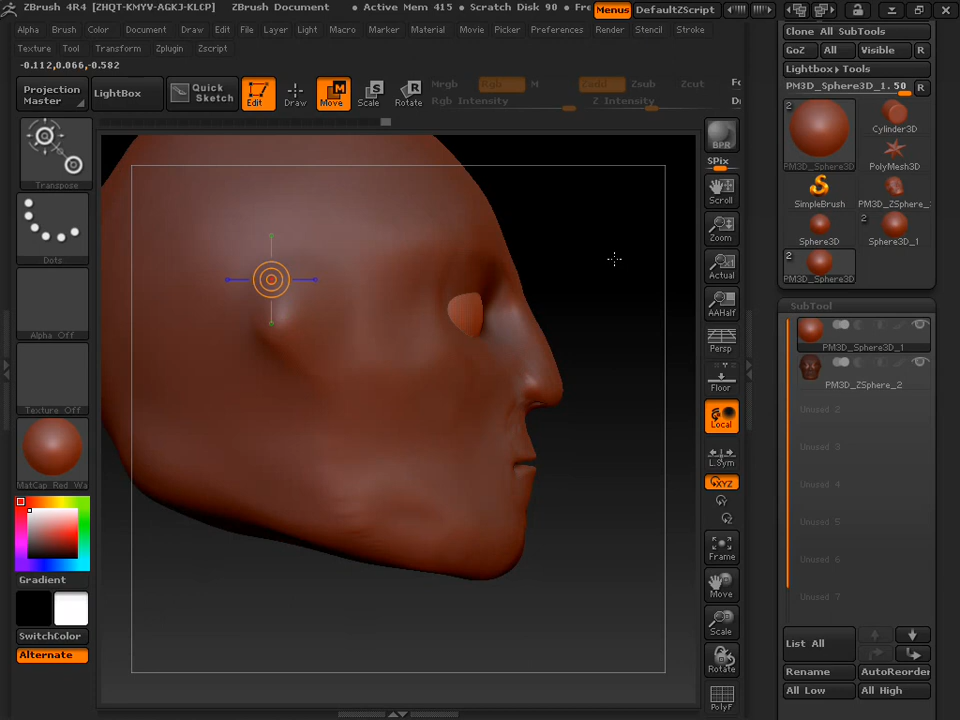 ZBrush 4R4 [ZHQT-KMYV-AGKJ-KLCP] ZBrush Document • Active Mem 415 • Scratch Disk 90 • Fre Menus DefaultZScript
Alpha Brush Color Document Draw Edit File Layer Light Macro Marker Material Movie Picker Preferences Render Stencil Stroke
Texture Tool Transform Zplugin Zscript
-0.112,0.066,-0.582
Projection Master
LightBox
Quick Sketch
Edit
Draw
Move
Scale
Rotate
Mrgb Rgb M Zadd Zsub Zcut
Rgb Intensity Z Intensity
Transpose
Dots
Alpha Off
Texture Off
MatCap Red Wa
Gradient
SwitchColor
Alternate
BPR
SPix
Scroll
Zoom
Actual
AAHalf
Persp
Floor
Local
L.Sym
XYZ
Frame
Move
Scale
Rotate
PolyF
Clone All SubTools
GoZ All Visible R
Lightbox▸Tools
PM3D_Sphere3D_1. 50 R
2
PM3D_Sphere3D
Cylinder3D
PolyMesh3D
SimpleBrush
PM3D_ZSphere_
2
Sphere3D
Sphere3D_1
2
PM3D_Sphere3D
SubTool
PM3D_Sphere3D_1
PM3D_ZSphere_2
Unused 2
Unused 3
Unused 4
Unused 5
Unused 6
Unused 7
List All
Rename AutoReorder
All Low All High